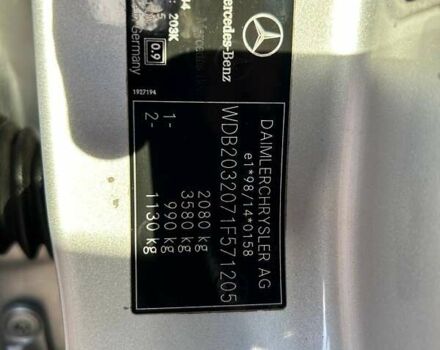 DAIMLERCHRYSLER AG
e1*98/14*0158
WDB2032071F571205
2080 kg
3580 kg
1- 990 kg
2- 1130 kg
Mercedes-Benz
203K
0.9
Germany
1927194